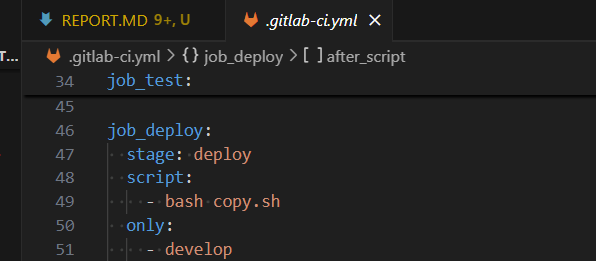 REPORT.MD 9+, U
.gitlab-ci.yml
T...
.gitlab-ci.yml > {} job_deploy > [ ] after_script
34 job_test:
45
46 job_deploy:
47 stage: deploy
48 script:
49 - bash copy.sh
50 only:
51 - develop